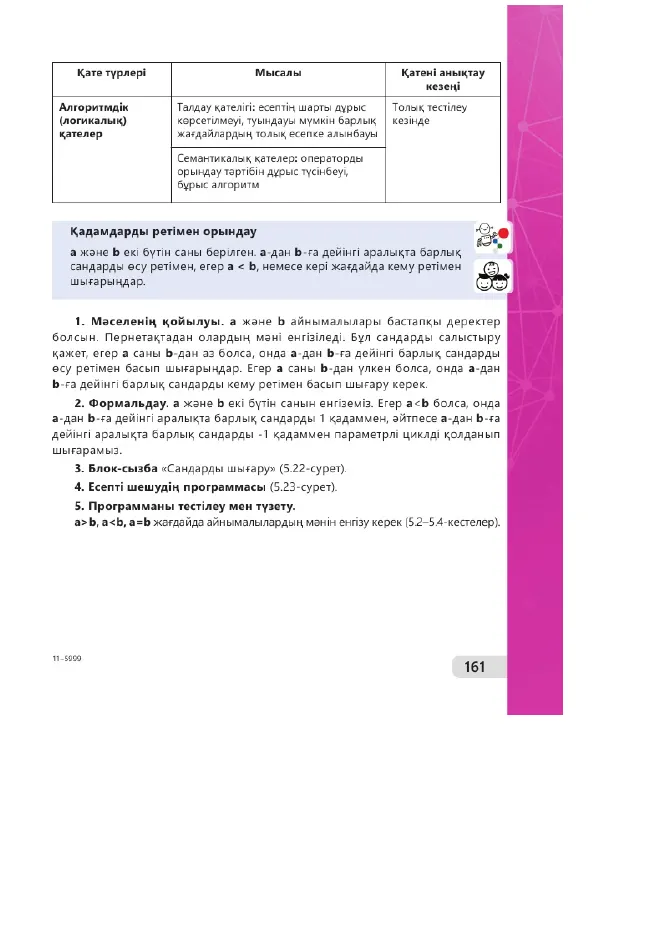 Қате түрлері Мысалы Қатені анықтау
кезеңі
Алгоритмдік Талдау қателігі: есептің шарты дұрыс Толық тестілеу
(логикалық) көрсетілмеуі, туындауы мүмкін барлық кезінде
қателер жағдайлардың толық есепке алынбауы
Семантикалық қателер: операторды
орындау тәртібін дұрыс түсінбеуі,
бұрыс алгоритм
Қадамдарды ретімен орындау
a және b екі бүтін саны берілген. a-дан b-ға дейінгі аралықта барлық
сандарды өсу ретімен, егер a < b, немесе кері жағдайда кему ретімен
шығарыңдар.
1. Мәселенің қойылуы. a және b айнымалылары бастапқы деректер
болсын. Пернетақтадан олардың мәні енгізіледі. Бұл сандарды салыстыру
қажет, егер a саны b-дан аз болса, онда a-дан b-ға дейінгі барлық сандарды
өсу ретімен басып шығарыңдар. Егер a саны b-дан үлкен болса, онда a-дан
b-ға дейінгі барлық сандарды кему ретімен басып шығару керек.
2. Формальдау. a және b екі бүтін санын енгіземіз. Егер a<b болса, онда
a-дан b-ға дейінгі аралықта барлық сандарды 1 қадаммен, әйтпесе a-дан b-ға
дейінгі аралықта барлық сандарды -1 қадаммен параметрлі циклді қолданып
шығарамыз.
3. Блок-сызба «Сандарды шығару» (5.22-сурет).
4. Есепті шешудің программасы (5.23-сурет).
5. Программаны тестілеу мен түзету.
a>b, a<b, a=b жағдайда айнымалылардың мәнін енгізу керек (5.2–5.4-кестелер).
11–5999
161